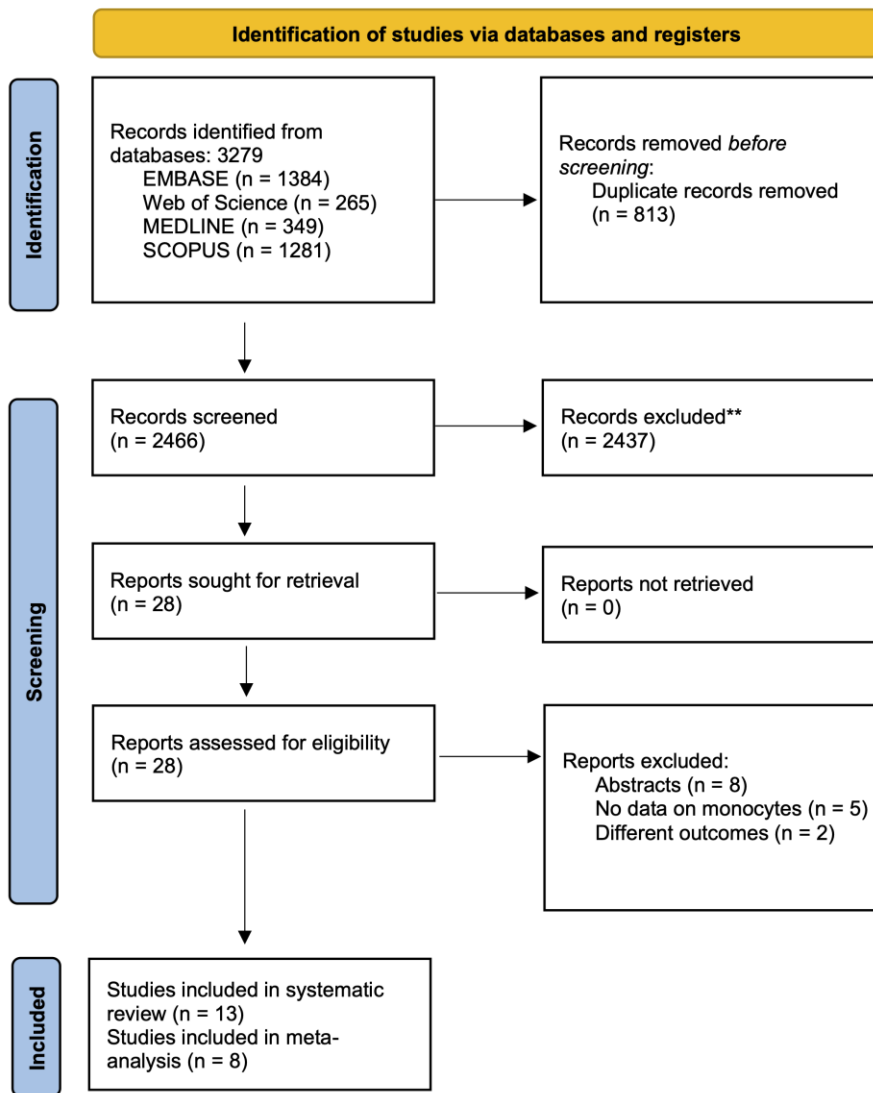 Identification of studies via databases and registers
Identification
Records identified from
databases: 3279
EMBASE (n = 1384)
Web of Science (n = 265)
MEDLINE (n = 349)
SCOPUS (n = 1281)
Records removed before
screening:
Duplicate records removed
(n = 813)
Screening
Records screened
(n = 2466)
Records excluded**
(n = 2437)
Reports sought for retrieval
(n = 28)
Reports not retrieved
(n = 0)
Reports assessed for eligibility
(n = 28)
Reports excluded:
Abstracts (n = 8)
No data on monocytes (n = 5)
Different outcomes (n = 2)
Included
Studies included in systematic
review (n = 13)
Studies included in meta-
analysis (n = 8)